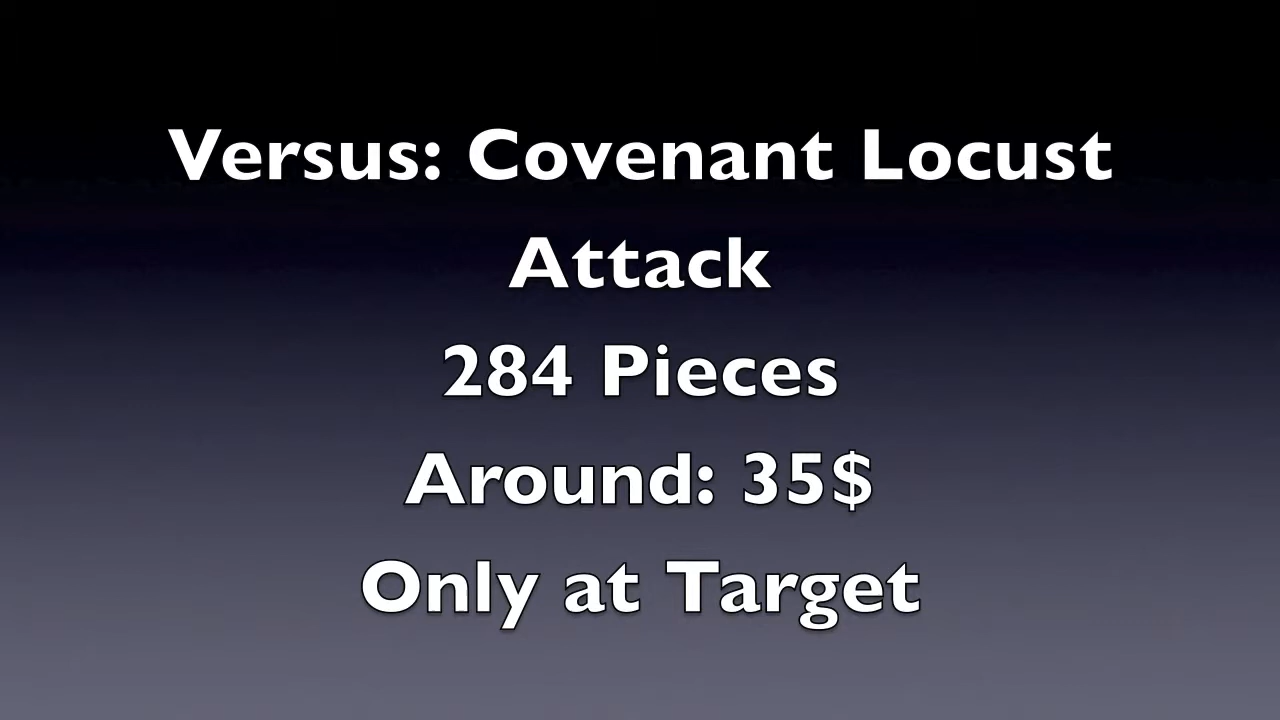 Versus: Covenant Locust
Attack
284 Pieces
Around: 35$
Only at Target